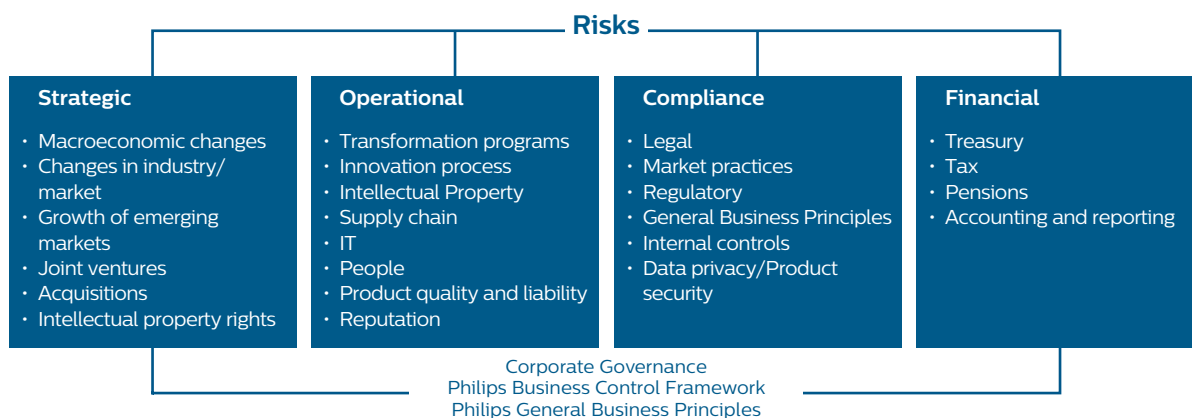 Risks
Strategic
· Macroeconomic changes
· Changes in industry/
market
· Growth of emerging
markets
· Joint ventures
· Acquisitions
· Intellectual property rights
Operational
· Transformation programs
· Innovation process
· Intellectual Property
· Supply chain
· IT
· People
· Product quality and liability
· Reputation
Compliance
· Legal
· Market practices
· Regulatory
· General Business Principles
· Internal controls
· Data privacy/Product
security
Financial
· Treasury
· Tax
· Pensions
· Accounting and reporting
Corporate Governance
Philips Business Control Framework
Philips General Business Principles